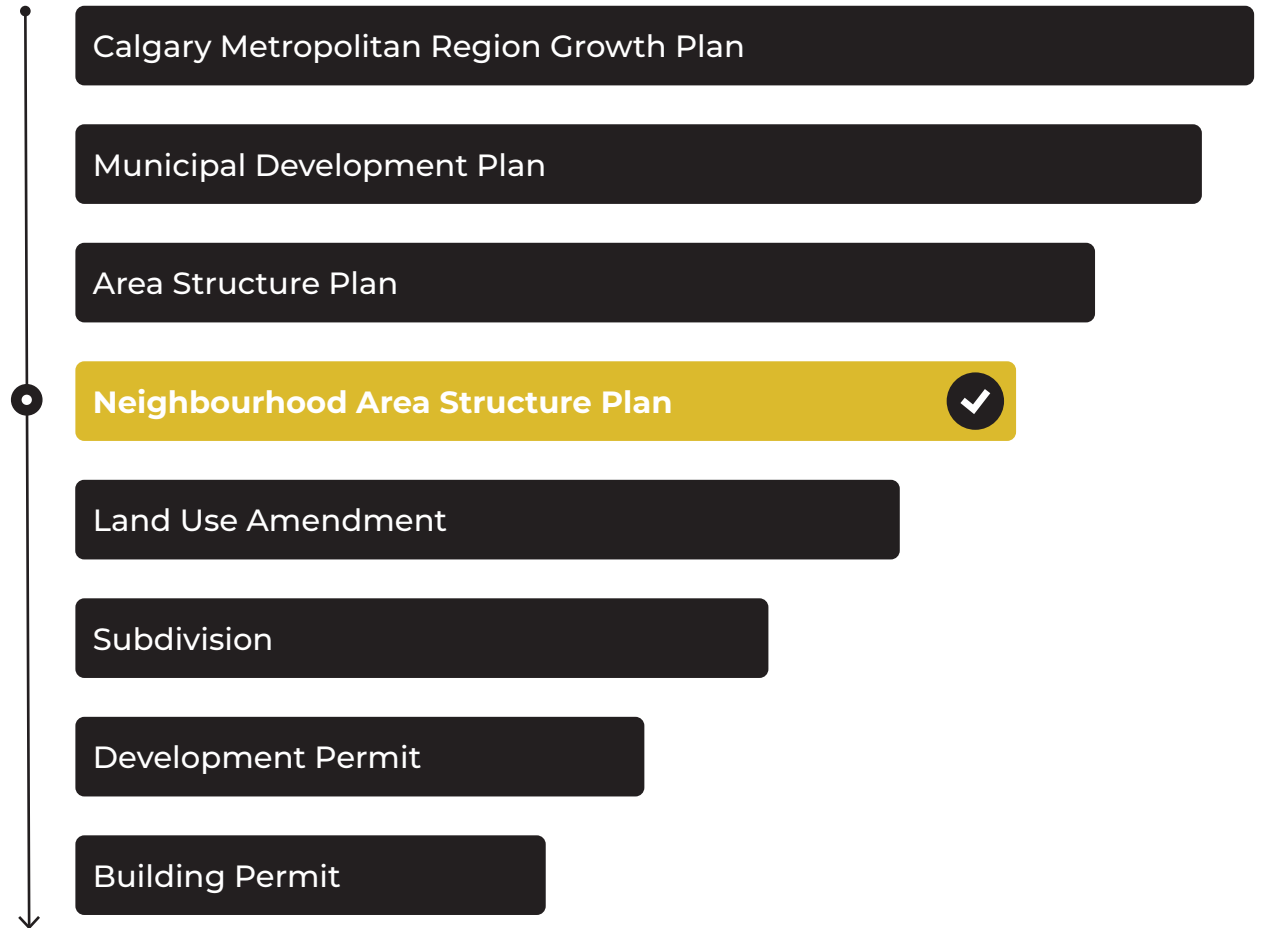 Calgary Metropolitan Region Growth Plan
Municipal Development Plan
Area Structure Plan
Neighbourhood Area Structure Plan
Land Use Amendment
Subdivision
Development Permit
Building Permit